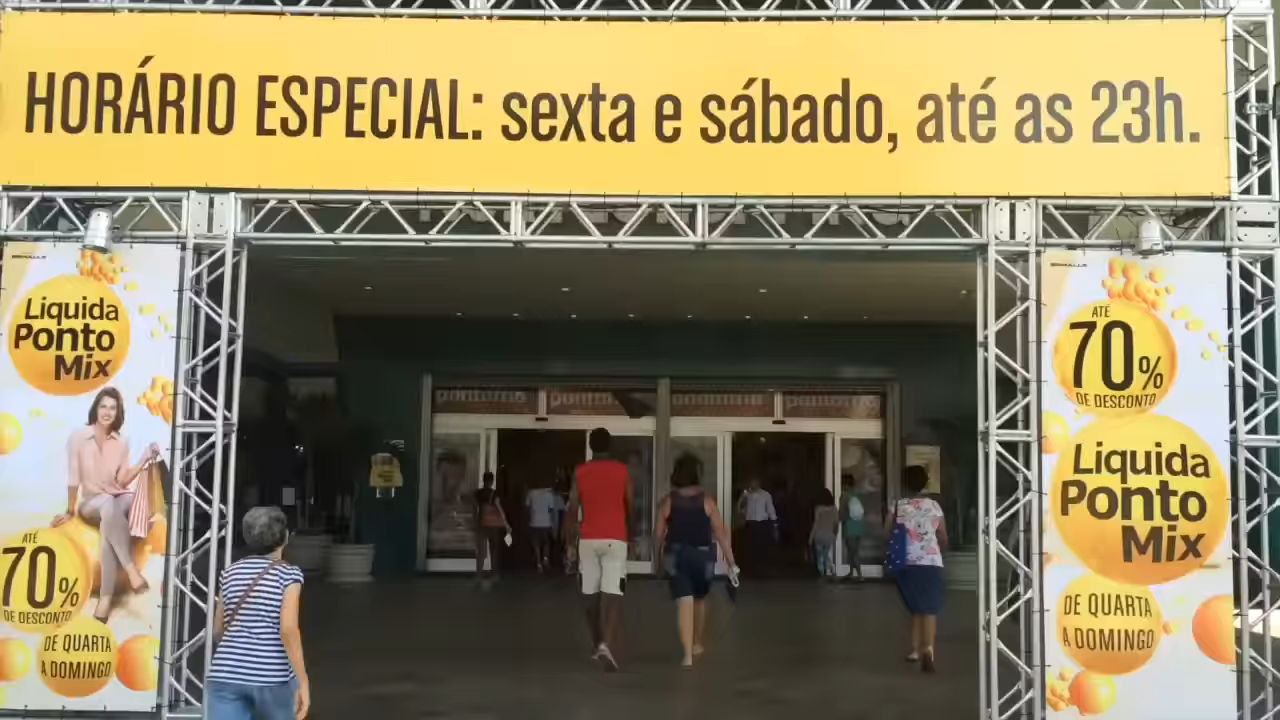 HORÁRIO ESPECIAL: sexta e sábado, até as 23h.
Liquida
Ponto
Mix
ATÉ
70%
DE DESCONTO
DE QUARTA
A DOMINGO
ATÉ
70%
DE DESCONTO
Liquida
Ponto
Mix
DE QUARTA
A DOMINGO